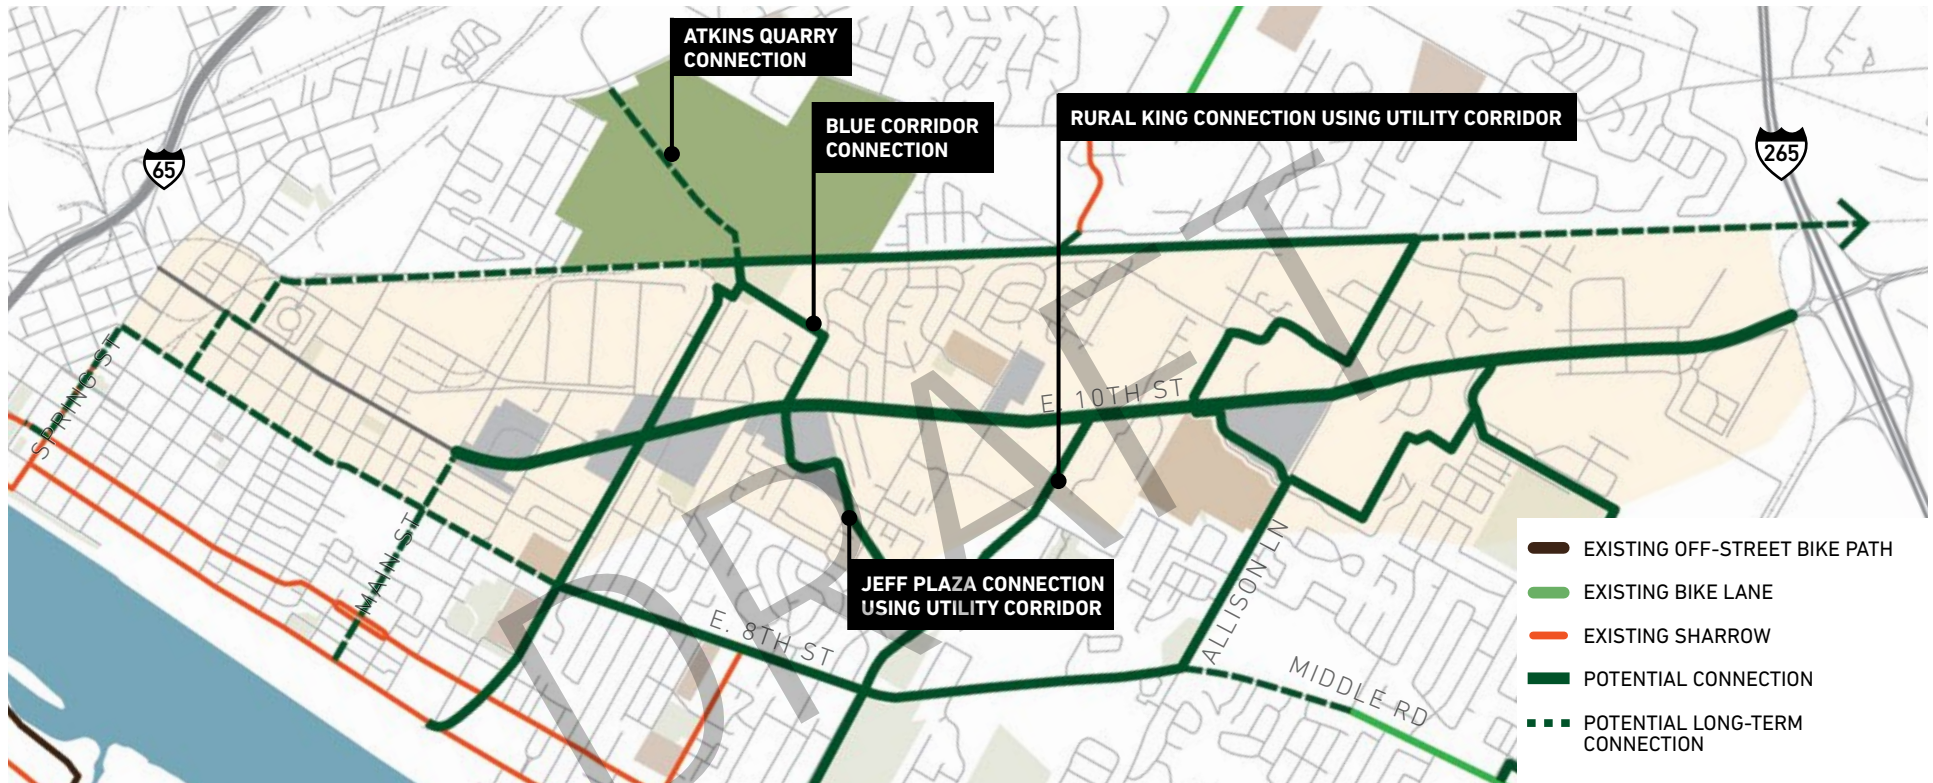 ATKINS QUARRY
CONNECTION
BLUE CORRIDOR
CONNECTION
RURAL KING CONNECTION USING UTILITY CORRIDOR
65
265
SPRING ST
E. 10TH ST
MAIN ST
JEFF PLAZA CONNECTION
USING UTILITY CORRIDOR
E. 8TH ST
ALLISON LN
MIDDLE RD
DRAFT
EXISTING OFF-STREET BIKE PATH
EXISTING BIKE LANE
EXISTING SHARROW
POTENTIAL CONNECTION
POTENTIAL LONG-TERM
CONNECTION